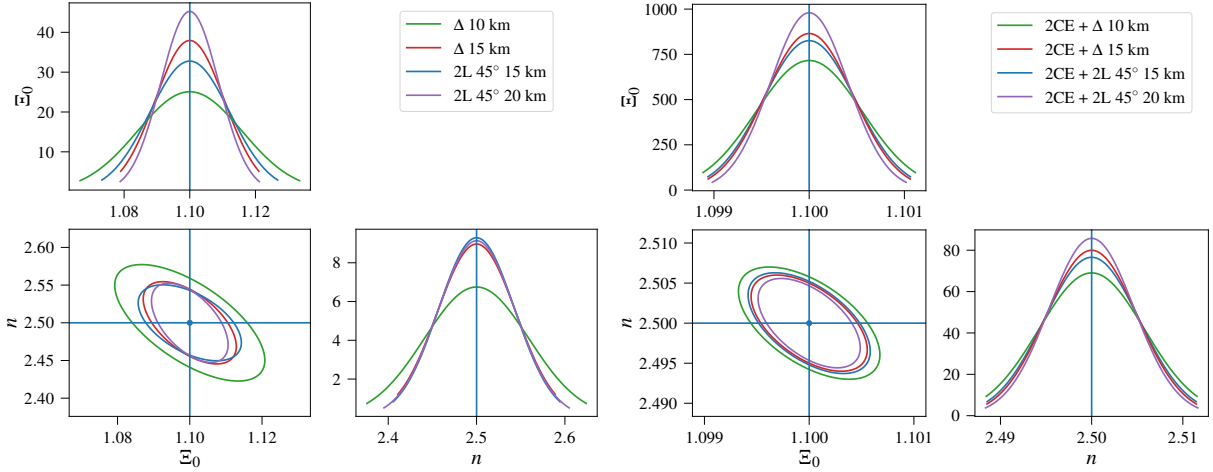 40
30
20
10
Ξ₀
1.08 1.10 1.12
Δ 10 km
Δ 15 km
2L 45° 15 km
2L 45° 20 km
2.60
2.55
2.50
2.45
2.40
n
1.08 1.10 1.12
Ξ₀
8
6
4
2
2.4 2.5 2.6
n
1000
750
500
250
0
Ξ₀
1.099 1.100 1.101
2CE + Δ 10 km
2CE + Δ 15 km
2CE + 2L 45° 15 km
2CE + 2L 45° 20 km
2.510
2.505
2.500
2.495
2.490
n
1.099 1.100 1.101
Ξ₀
80
60
40
20
0
2.49 2.50 2.51
n